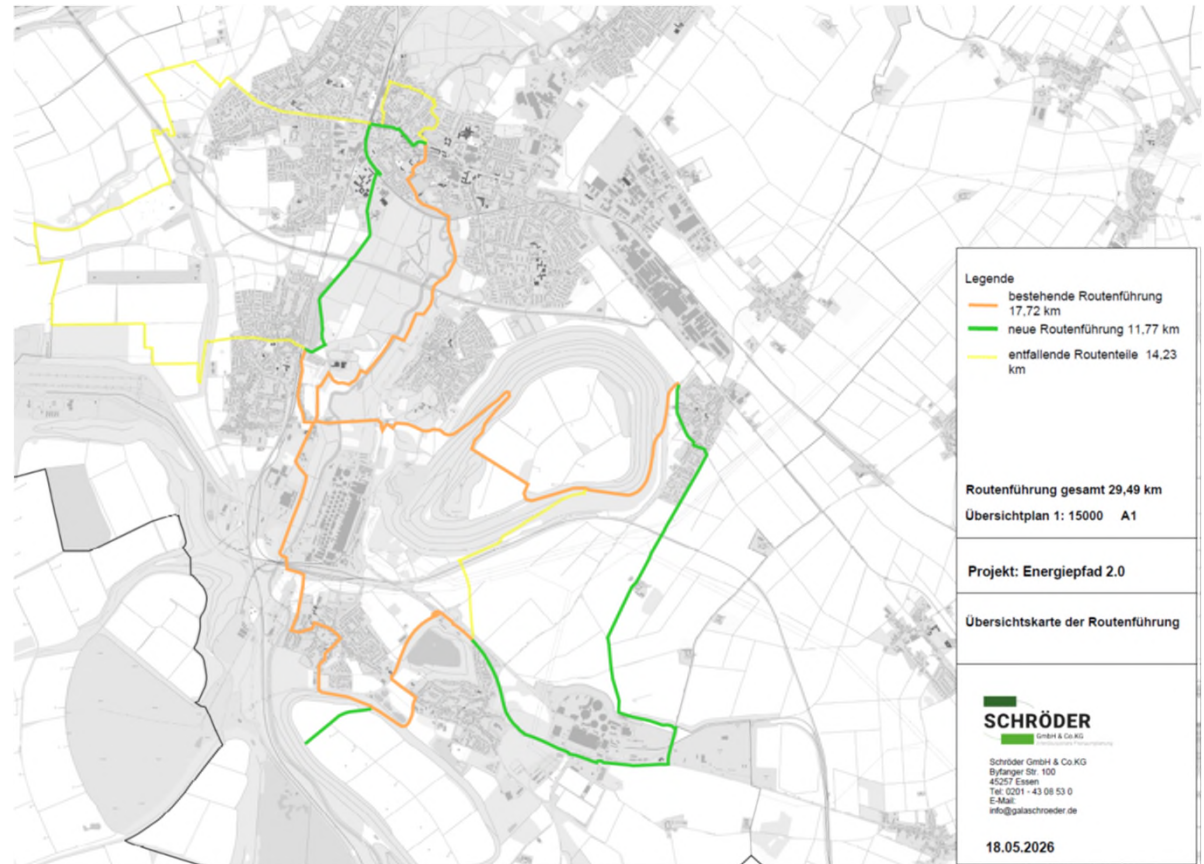 Legende
bestehende Routenführung
17,72 km
neue Routenführung 11,77 km
entfallende Routenteile 14,23
km
Routenführung gesamt 29,49 km
Übersichtplan 1: 15000 A1
Projekt: Energiepfad 2.0
Übersichtskarte der Routenführung
SCHRÖDER
GmbH & Co.KG
Schröder GmbH & Co.KG
Byfanger Str. 100
45257 Essen
Tel: 0201 - 43 08 53 0
E-Mail:
info@galaschroeder.de
18.05.2026